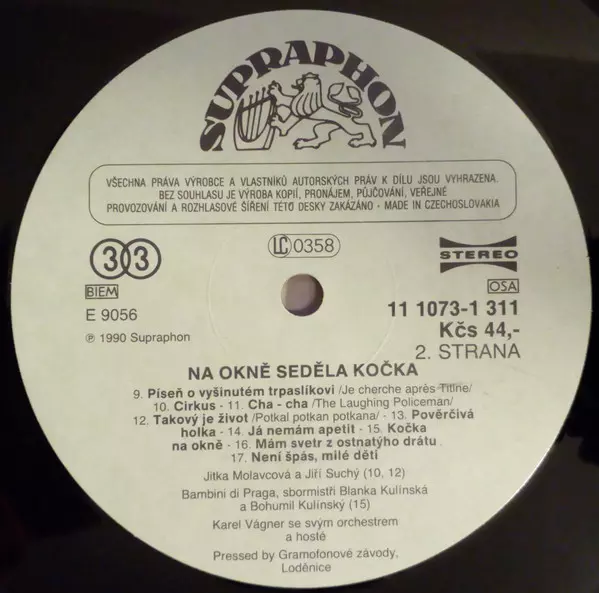 SUPRAPHON
VŠECHNA PRÁVA VÝROBCE A VLASTNÍKŮ AUTORSKÝCH PRÁV K DÍLU JSOU VYHRAZENA.
BEZ SOUHLASU JE VÝROBA KOPIÍ, PRONÁJEM, PŮJČOVÁNÍ, VEŘEJNÉ
PROVOZOVÁNÍ A ROZHLASOVÉ ŠÍŘENÍ TÉTO DESKY ZAKÁZÁNO - MADE IN CZECHOSLOVAKIA
33
LC 0358
STEREO
BIEM
OSA
E 9056
11 1073-1 311
Kčs 44,-
℗ 1990 Supraphon
2. STRANA
NA OKNĚ SEDĚLA KOČKA
9. Píseň o vyšinutém trpaslíkovi /Je cherche après Titine/
10. Cirkus - 11. Cha - cha /The Laughing Policeman/
12. Takový je život /Potkal potkan potkana/ - 13. Pověrčivá
holka - 14. Já nemám apetit - 15. Kočka
na okně - 16. Mám svetr z ostnatýho drátu
17. Není špás, milé děti
Jitka Molavcová a Jiří Suchý (10, 12)
Bambini di Praga, sbormistři Blanka Kulínská
a Bohumil Kulínský (15)
Karel Vágner se svým orchestrem
a hosté
Pressed by Gramofonové závody,
Loděnice